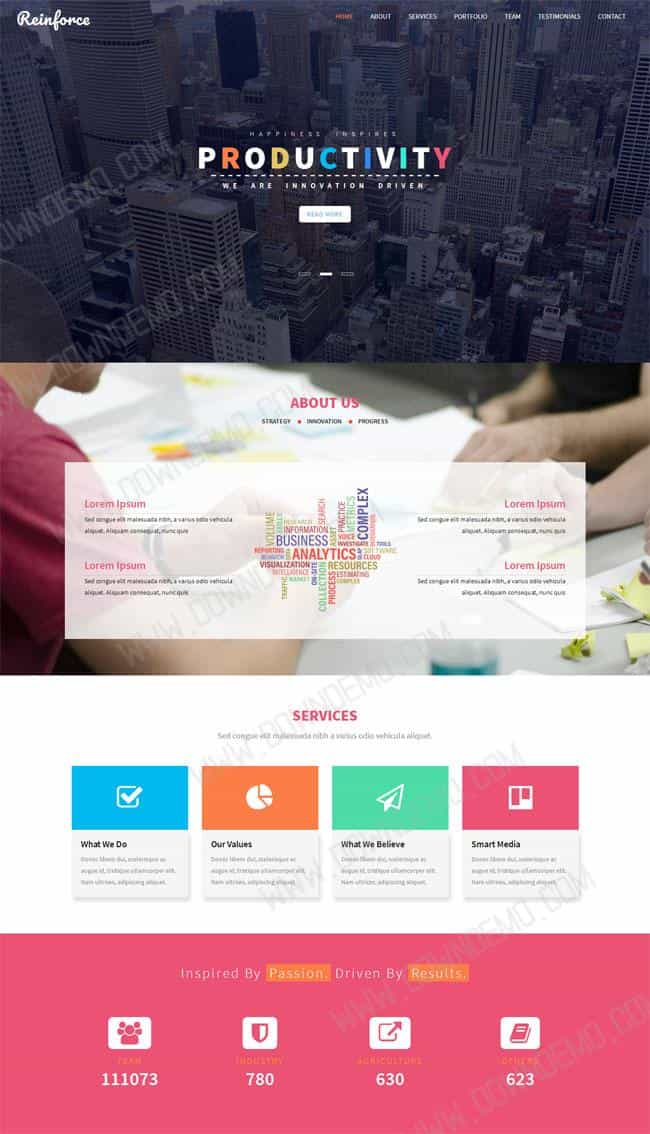 Reinforce
HOME ABOUT SERVICES PORTFOLIO TEAM TESTIMONIALS CONTACT
HAPPINESS INSPIRES
PRODUCTIVITY
WE ARE INNOVATION DRIVEN
READ MORE
ABOUT US
STRATEGY INNOVATION PROGRESS
Lorem Ipsum
Sed congue elit malesuada nibh, a varius odio vehicula
aliquet. Aliquam consequat, nunc quis
Lorem Ipsum
Sed congue elit malesuada nibh, a varius odio vehicula
aliquet. Aliquam consequat, nunc quis
VOLUME
RESEARCH
INFORMATION
SEARCH
BUSINESS
ASSET
PRACTICE
METRICS
COMPLEX
VOICE
INVESTIGATE
TOOLS
REPORTING
BEHAVIOR
ANALYTICS
SOFTWARE
CLOUD
VISUALIZATION
RESOURCES
INTELLIGENCE
ON-SITE
COLLECTION
PROCESS
ESTIMATING
TRAFFIC
MARKET
COMPLEX
Lorem Ipsum
Sed congue elit malesuada nibh, a varius odio vehicula
aliquet. Aliquam consequat, nunc quis
Lorem Ipsum
Sed congue elit malesuada nibh, a varius odio vehicula
aliquet. Aliquam consequat, nunc quis
SERVICES
Sed congue elit malesuada nibh a varius odio vehicula aliquet.
What We Do
Donec libero dui, scelerisque ac
augue id, tristique ullamcorper elit.
Nam ultrices, adipiscing aliquet.
Our Values
Donec libero dui, scelerisque ac
augue id, tristique ullamcorper elit.
Nam ultrices, adipiscing aliquet.
What We Believe
Donec libero dui, scelerisque ac
augue id, tristique ullamcorper elit.
Nam ultrices, adipiscing aliquet.
Smart Media
Donec libero dui, scelerisque ac
augue id, tristique ullamcorper elit.
Nam ultrices, adipiscing aliquet.
Inspired By Passion. Driven By Results.
TEAM
111073
INDUSTRY
780
AGRICULTURE
630
OTHERS
623
WWW.DOWNDEMO.COM